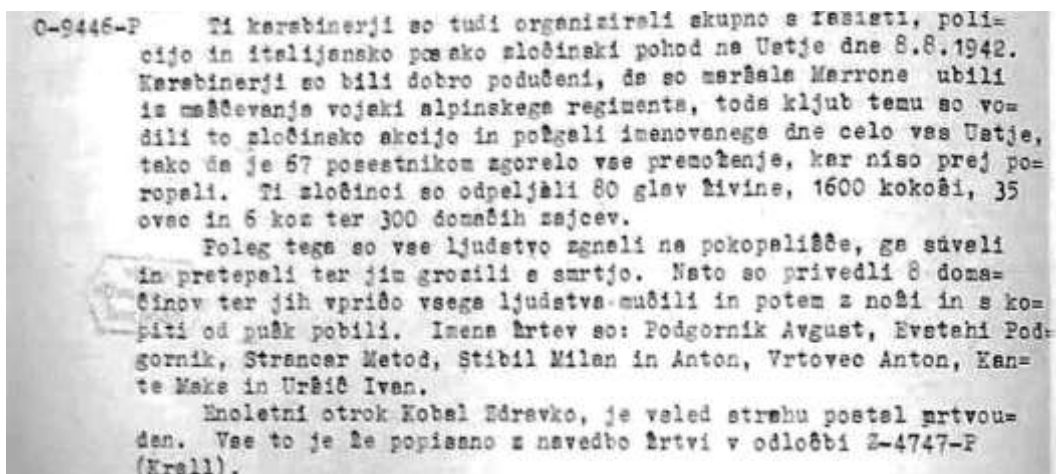 O-9446-P Ti karabinerji so tudi organizirali skupno s fašisti, poli=
cijo in italijansko posako zločinski pohod na Ustje dne 8.8.1942.
Karabinerji so bili dobro podučeni, da so maršala Marrone ubili
iz maščevanja vojaki alpinskega regimenta, toda kljub temu so vo=
dili to zločinsko akcijo in požgali imenovanega dne celo vas Ustje,
tako da je 67 posestnikom zgorelo vse premoženje, kar niso prej po=
ropali. Ti zločinci so odpeljali 80 glav živine, 1600 kokoši, 35
ovac in 6 koz ter 300 domačih zajcev.
Poleg tega so vse ljudstvo zgnali na pokopališče, ga suvali
in pretepali ter jim grozili s smrtjo. Nato so privedli 8 doma=
činov ter jih vpričo vsega ljudstva mučili in potem z noži in s ko=
piti od pušk pobili. Imena žrtev so: Podgornik Avgust, Evstahi Pod=
gornik, Strancar Metod, Stibil Milan in Anton, Vrtovec Anton, Kan=
te Maks in Uršič Ivan.
Enoletni otrok Kobal Zdravko, je vsled strahu postal mrtvou=
den. Vse to je že popisano z navedbo žrtvi v odločbi Z-4747-P
(Krall).